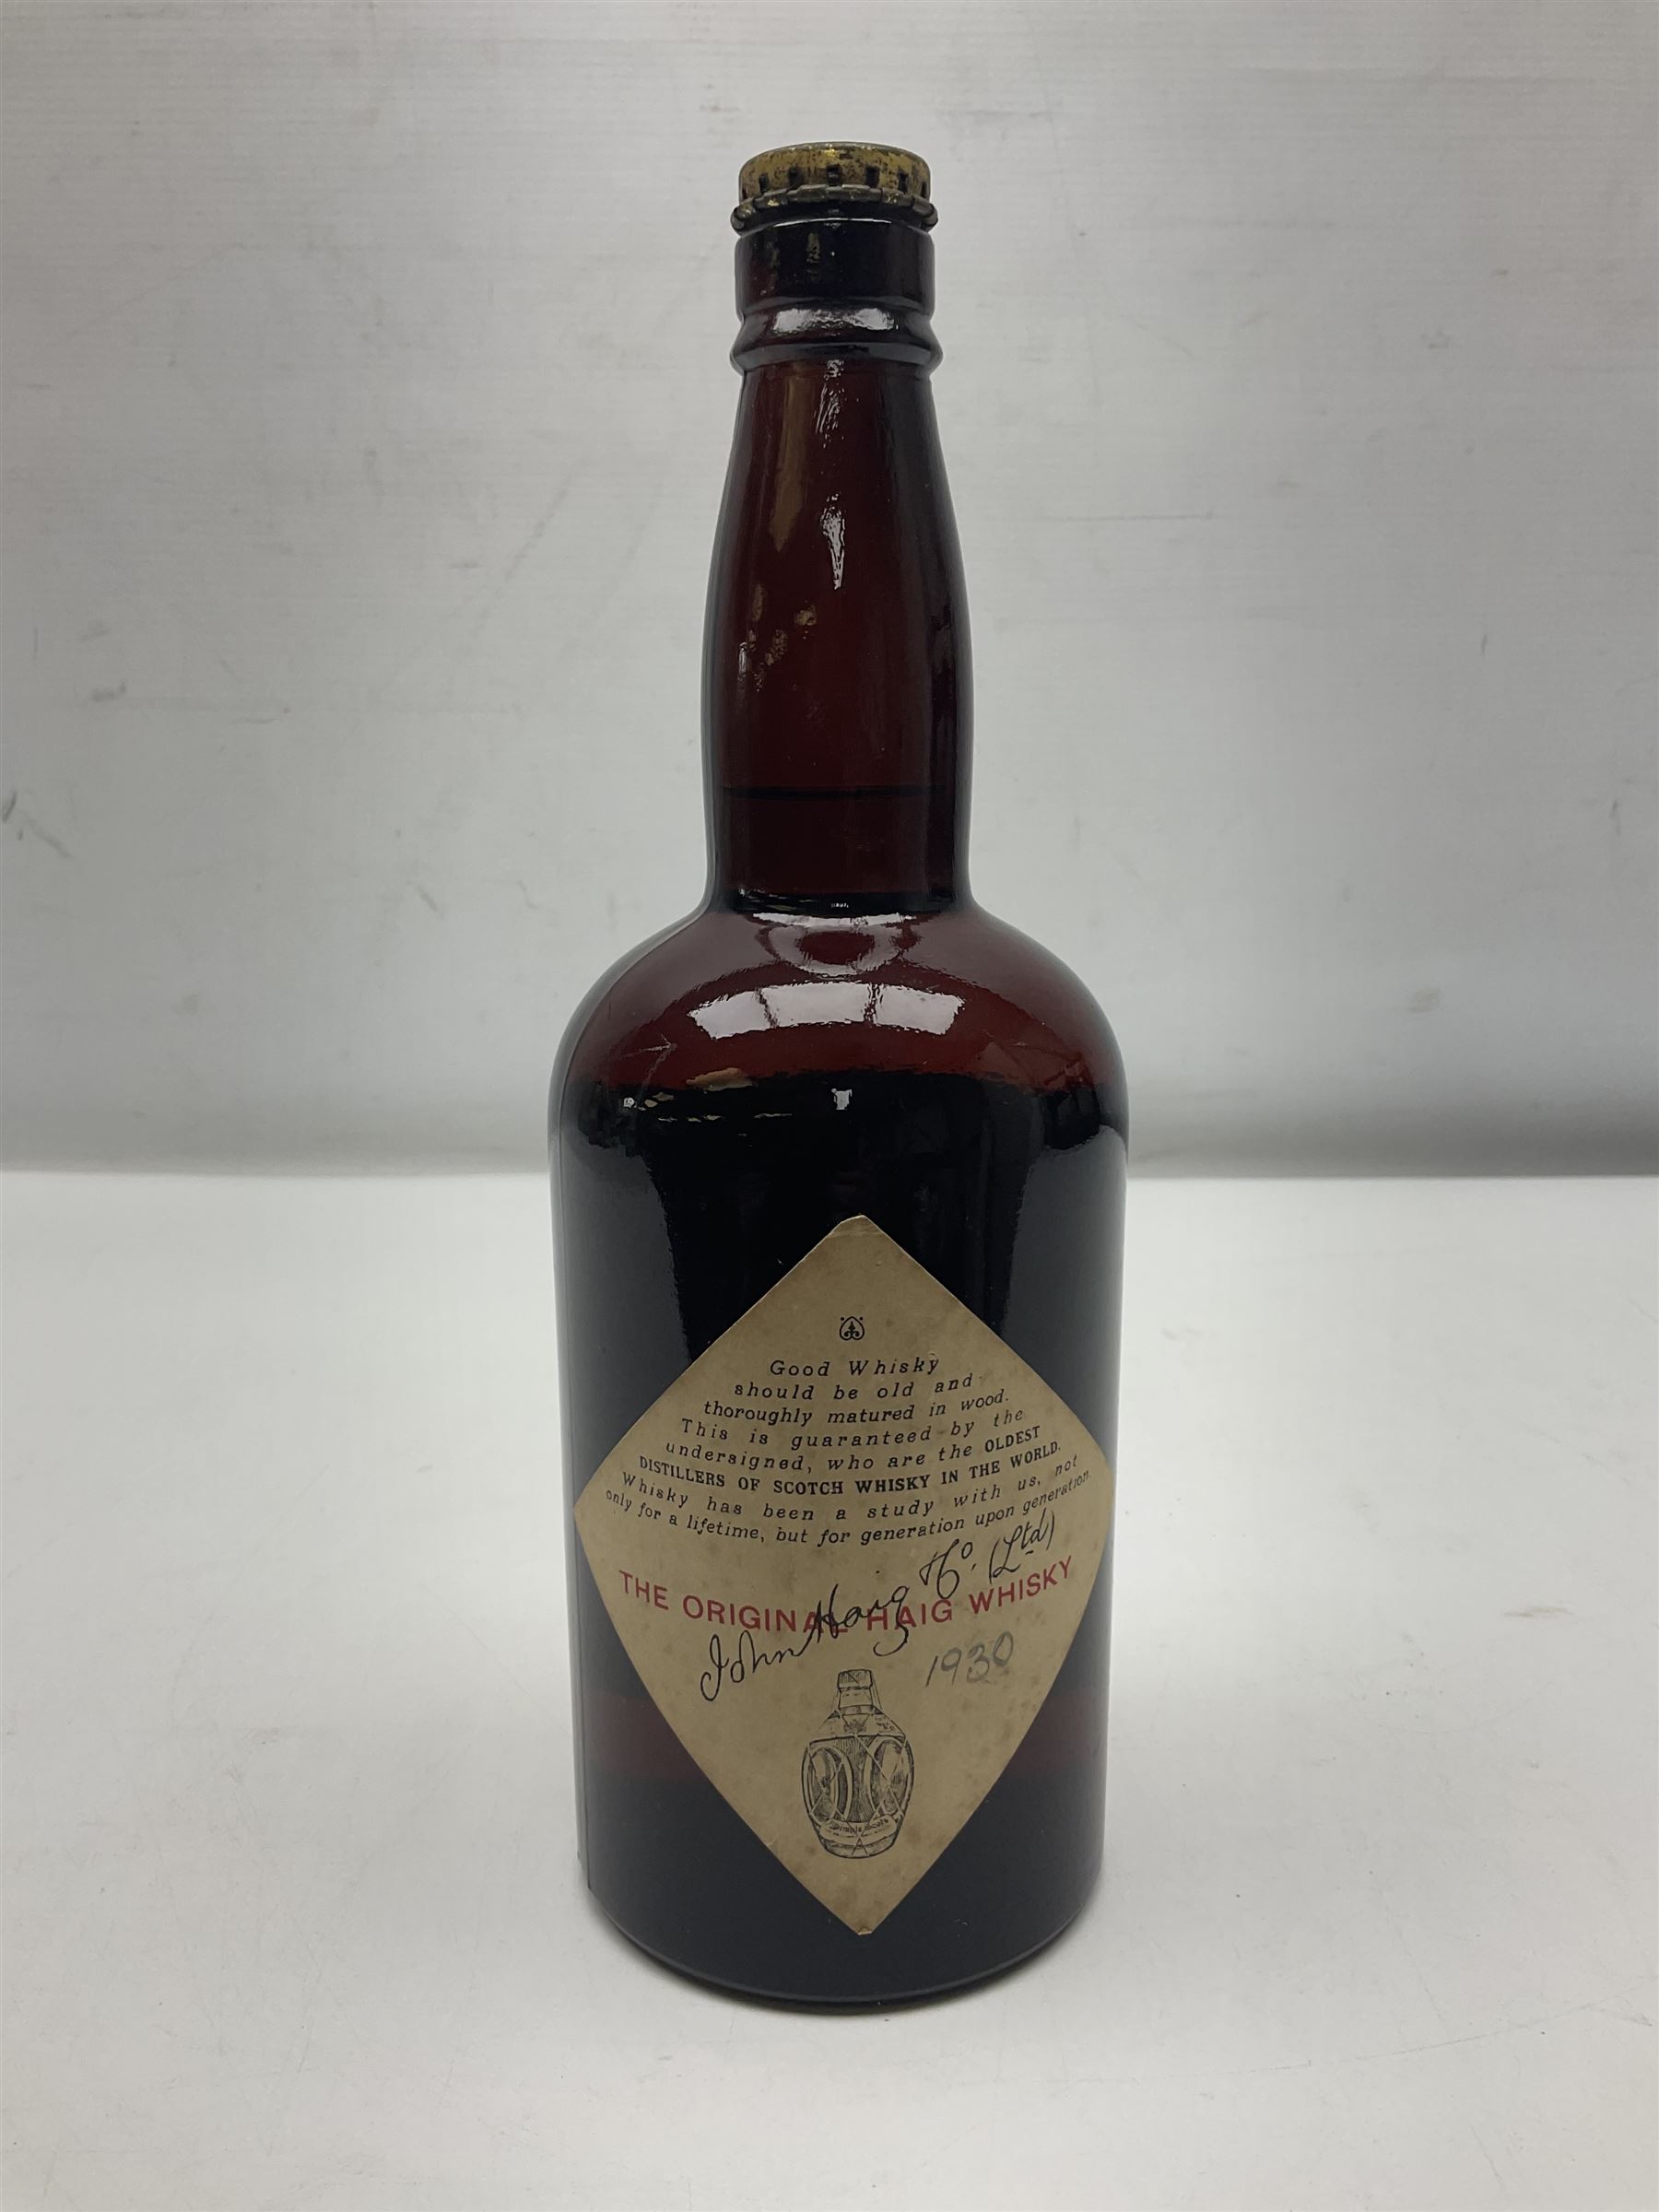 Good Whisky
should be old and
thoroughly matured in wood.
This is guaranteed by the
undersigned, who are the OLDEST
DISTILLERS OF SCOTCH WHISKY IN THE WORLD.
Whisky has been a study with us, not
only for a lifetime, but for generation upon generation.
John Haig & Co. (Ltd)
THE ORIGINAL HAIG WHISKY
1930